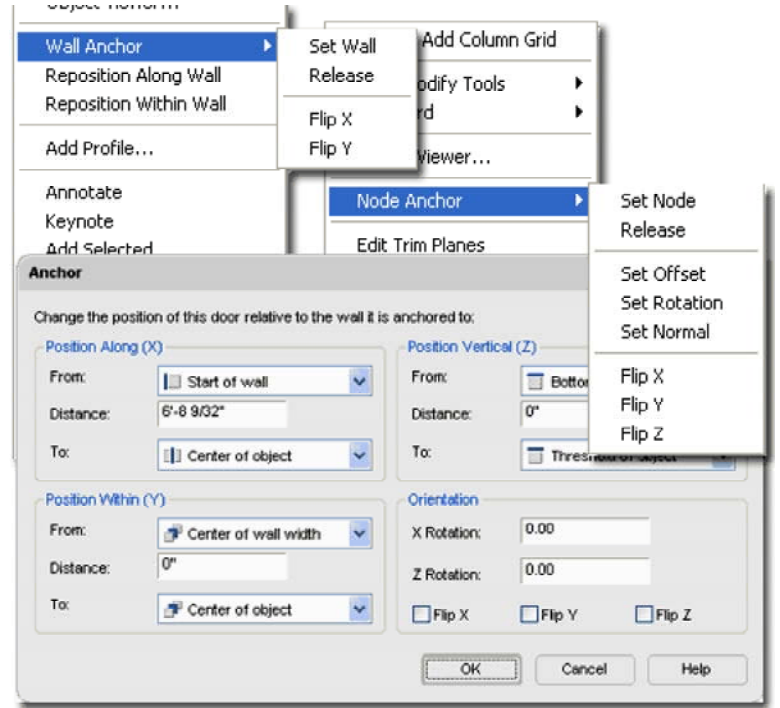 Object
Wall Anchor
Reposition Along Wall
Reposition Within Wall
Add Profile...
Annotate
Keynote
Add Selected
Set Wall
Release
Flip X
Flip Y
Add Column Grid
odify Tools
rd
Viewer...
Node Anchor
Edit Trim Planes
Set Node
Release
Set Offset
Set Rotation
Set Normal
Flip X
Flip Y
Flip Z
Anchor
Change the position of this door relative to the wall it is anchored to:
Position Along (X)
From: Start of wall
Distance: 6'-8 9/32"
To: Center of object
Position Vertical (Z)
From: Botto
Distance: 0"
To: Threshold of object
Position Within (Y)
From: Center of wall width
Distance: 0"
To: Center of object
Orientation
X Rotation: 0.00
Z Rotation: 0.00
Flip X Flip Y Flip Z
OK Cancel Help